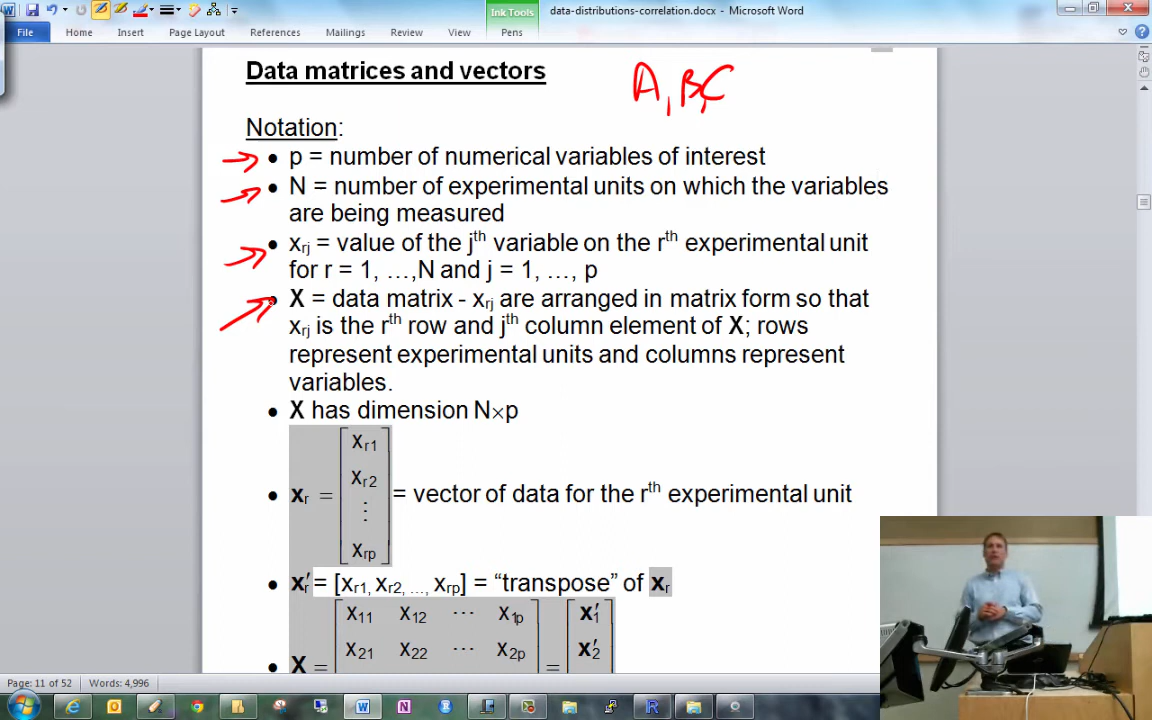 Ink Tools
data-distributions-correlation.docx - Microsoft Word
File Home Insert Page Layout References Mailings Review View Pens
Data matrices and vectors
A, B, C
Notation:
• p = number of numerical variables of interest
• N = number of experimental units on which the variables
are being measured
• xrj = value of the jth variable on the rth experimental unit
for r = 1, …,N and j = 1, …, p
• X = data matrix - xrj are arranged in matrix form so that
xrj is the rth row and jth column element of X; rows
represent experimental units and columns represent
variables.
• X has dimension N×p
xr1
xr2
⋮
• xr = = vector of data for the rth experimental unit
xrp
• x′r = [xr1, xr2, …, xrp] = “transpose” of xr
x11 x12 ⋯ x1p x′1
x21 x22 ⋯ x2p x′2
• X = =
Page: 11 of 52 Words: 4,996